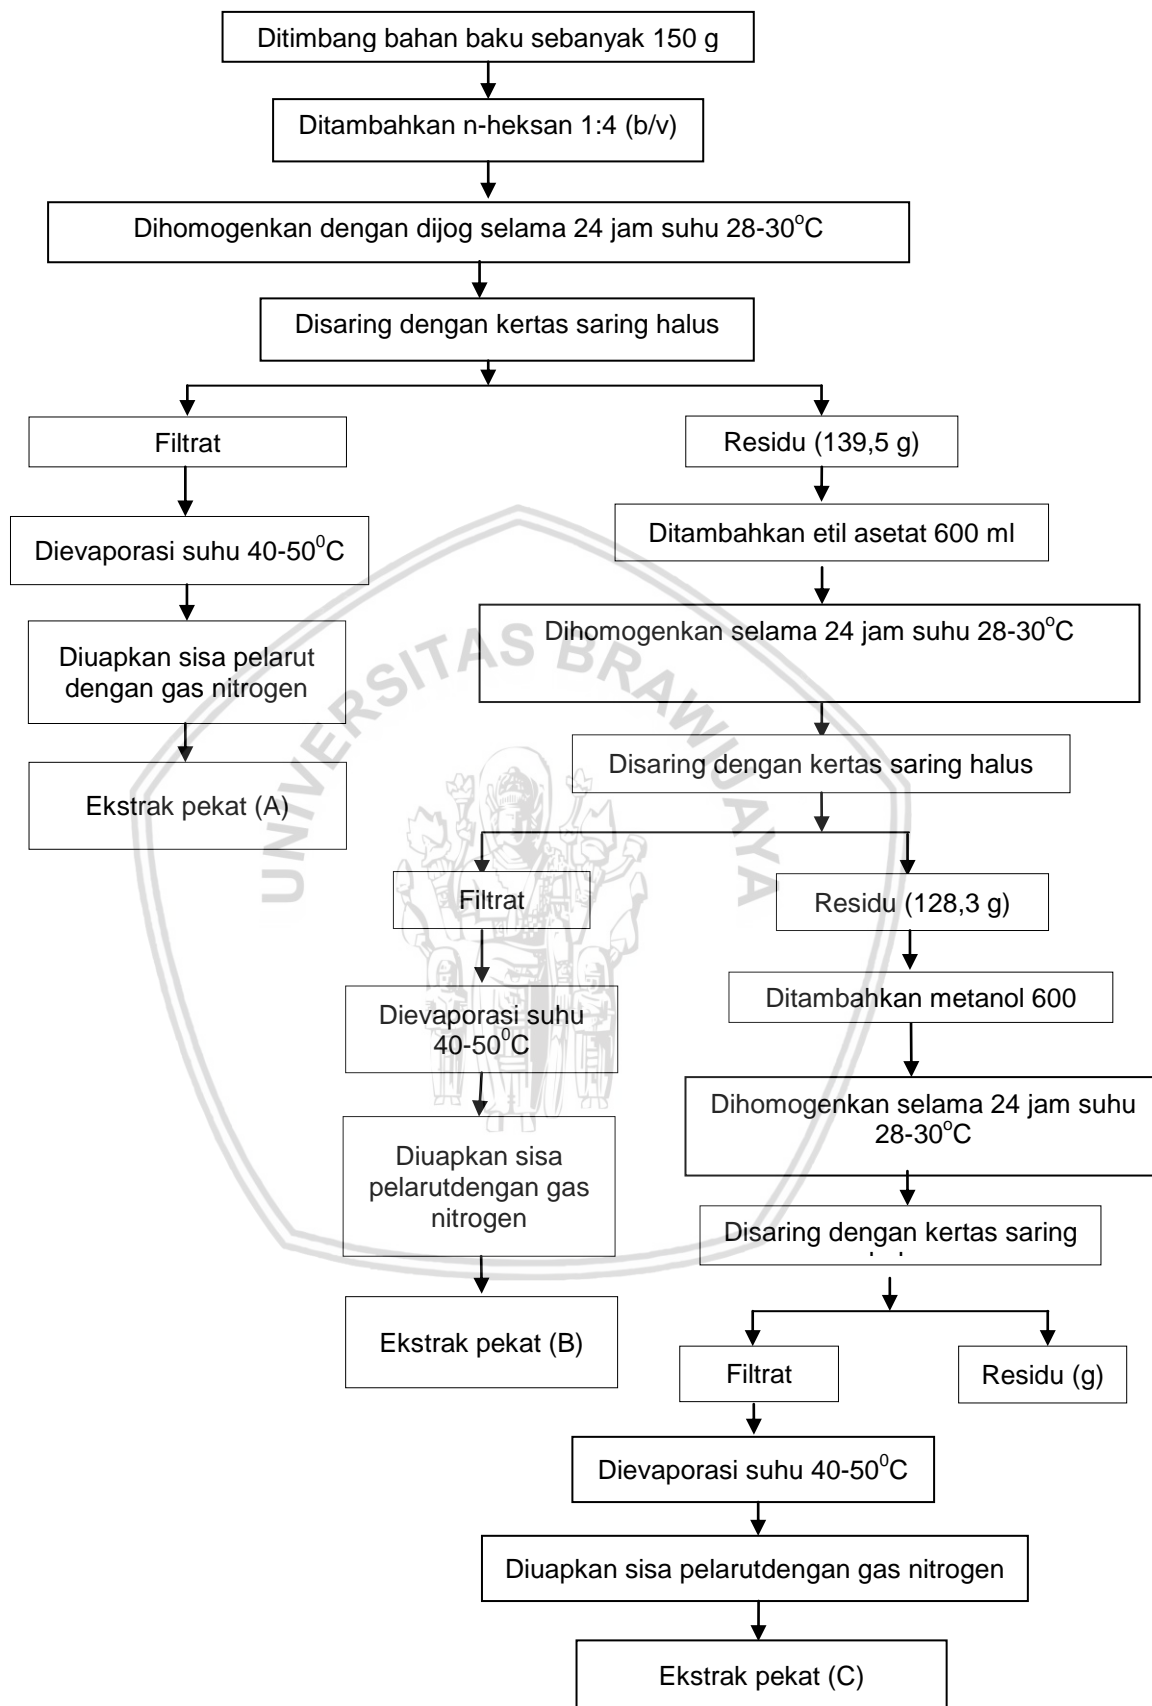 Ditimbang bahan baku sebanyak 150 g
Ditambahkan n-heksan 1:4 (b/v)
Dihomogenkan dengan dijog selama 24 jam suhu 28-30°C
Disaring dengan kertas saring halus
Filtrat
Residu (139,5 g)
Dievaporasi suhu 40-50⁰C
Ditambahkan etil asetat 600 ml
Diuapkan sisa pelarut
dengan gas nitrogen
Dihomogenkan selama 24 jam suhu 28-30°C
Ekstrak pekat (A)
Disaring dengan kertas saring halus
Filtrat
Residu (128,3 g)
Dievaporasi suhu
40-50⁰C
Ditambahkan metanol 600
Diuapkan sisa
pelarutdengan gas
nitrogen
Dihomogenkan selama 24 jam suhu
28-30°C
Disaring dengan kertas saring
Ekstrak pekat (B)
Filtrat
Residu (g)
Dievaporasi suhu 40-50⁰C
Diuapkan sisa pelarutdengan gas nitrogen
Ekstrak pekat (C)
UNIVERSITAS BRAWIJAYA